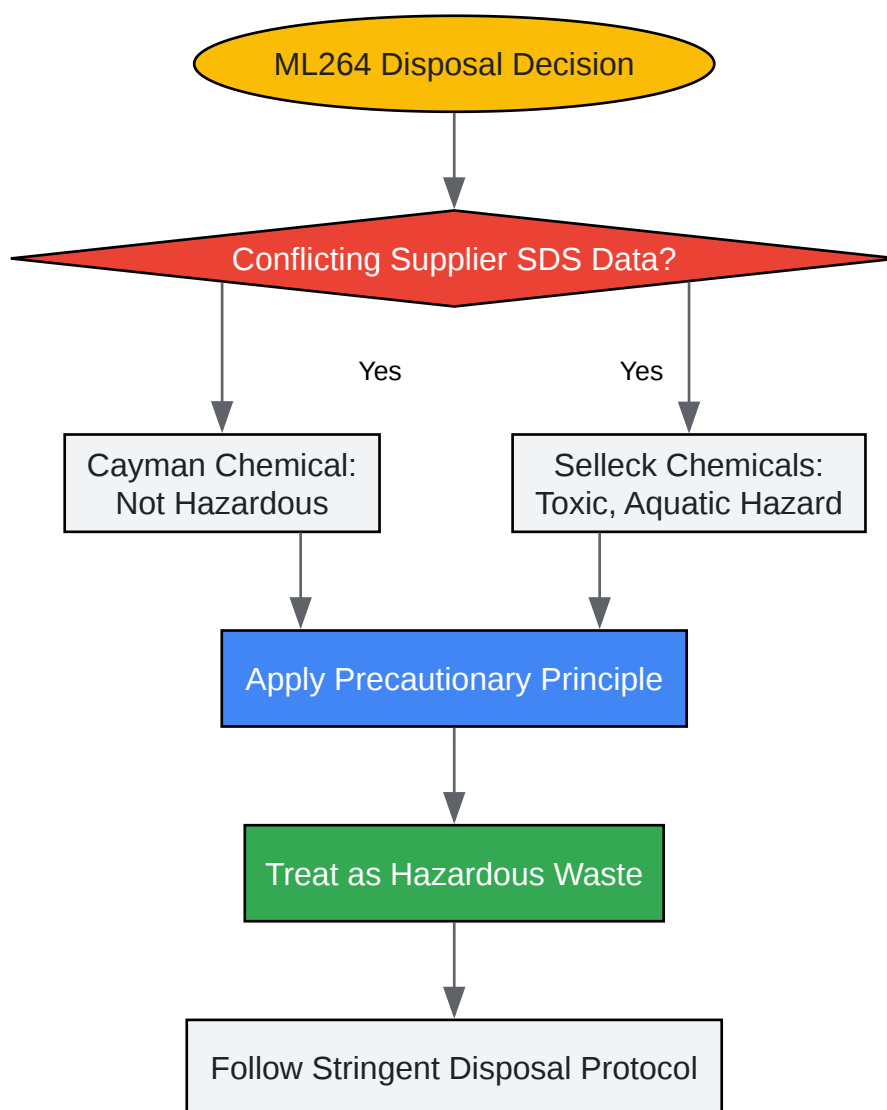 ML264 Disposal Decision
Conflicting Supplier SDS Data?
Yes
Yes
Cayman Chemical:
Not Hazardous
Selleck Chemicals:
Toxic, Aquatic Hazard
Apply Precautionary Principle
Treat as Hazardous Waste
Follow Stringent Disposal Protocol